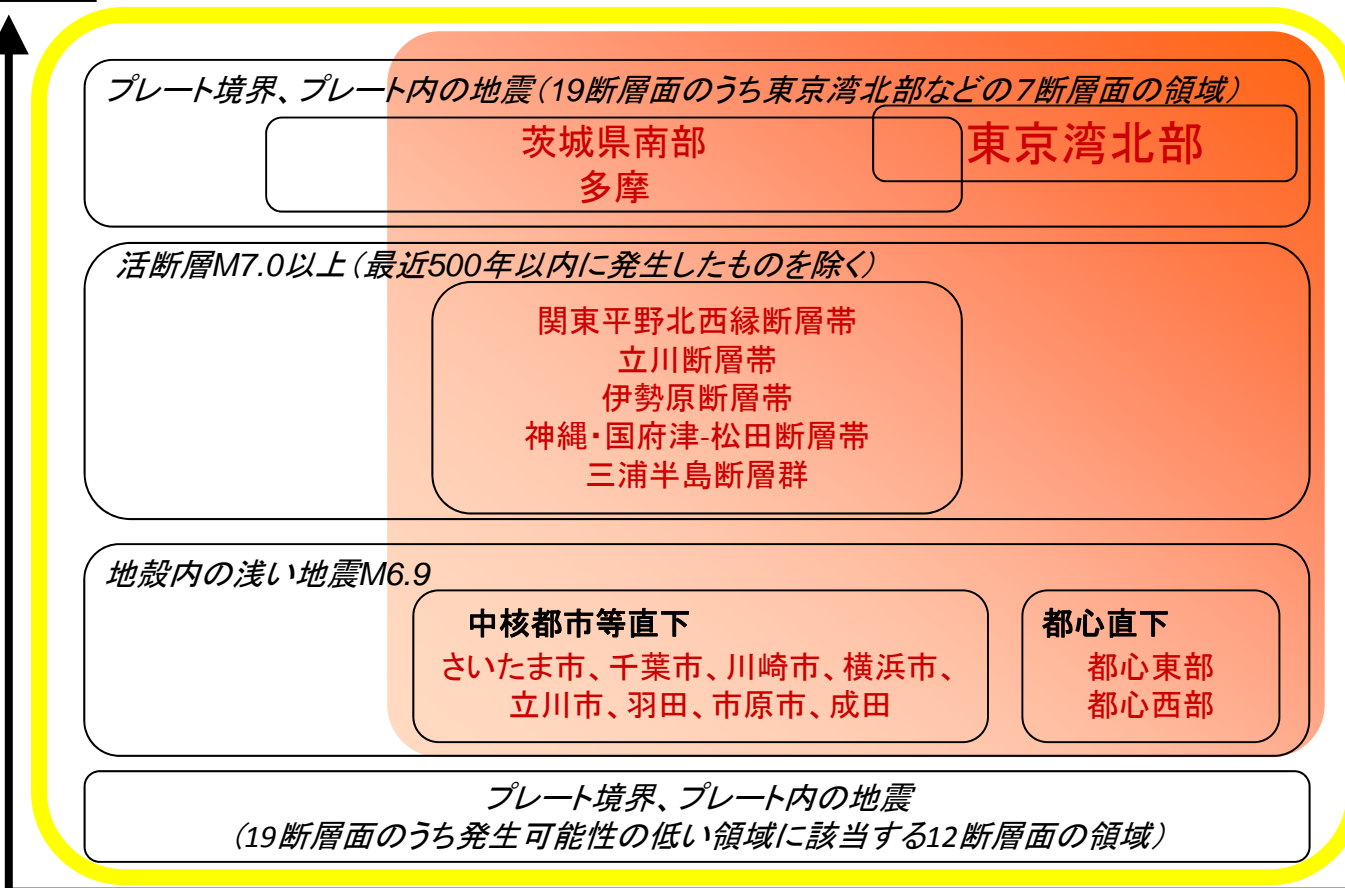 プレート境界、プレート内の地震（19断層面のうち東京湾北部などの７断層面の領域）
茨城県南部
多摩
東京湾北部
活断層M7.0以上（最近500年以内に発生したものを除く）
関東平野北西縁断層帯
立川断層帯
伊勢原断層帯
神縄・国府津-松田断層帯
三浦半島断層群
地殻内の浅い地震M6.9
中核都市等直下
さいたま市、千葉市、川崎市、横浜市、
立川市、羽田、市原市、成田
都心直下
都心東部
都心西部
プレート境界、プレート内の地震
（19断層面のうち発生可能性の低い領域に該当する12断層面の領域）